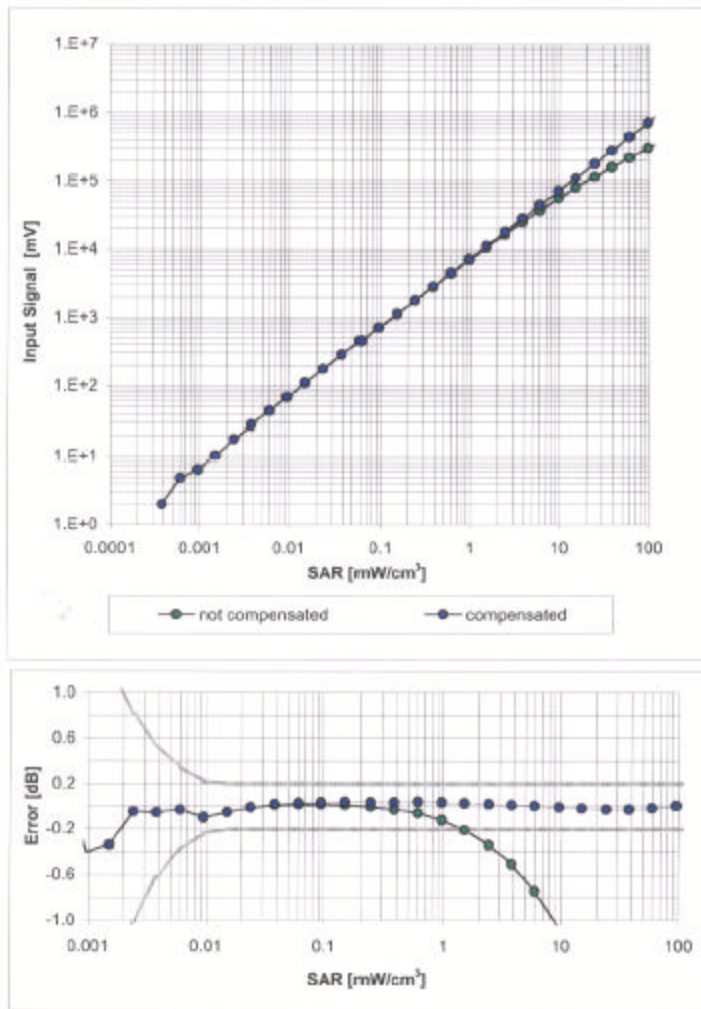 1.E+7
1.E+6
1.E+5
1.E+4
1.E+3
1.E+2
1.E+1
1.E+0
Input Signal [mV]
0.0001 0.001 0.01 0.1 1 10 100
SAR [mW/cm³]
not compensated compensated
1.0
0.6
0.2
-0.2
-0.6
-1.0
Error [dB]
0.001 0.01 0.1 1 10 100
SAR [mW/cm³]